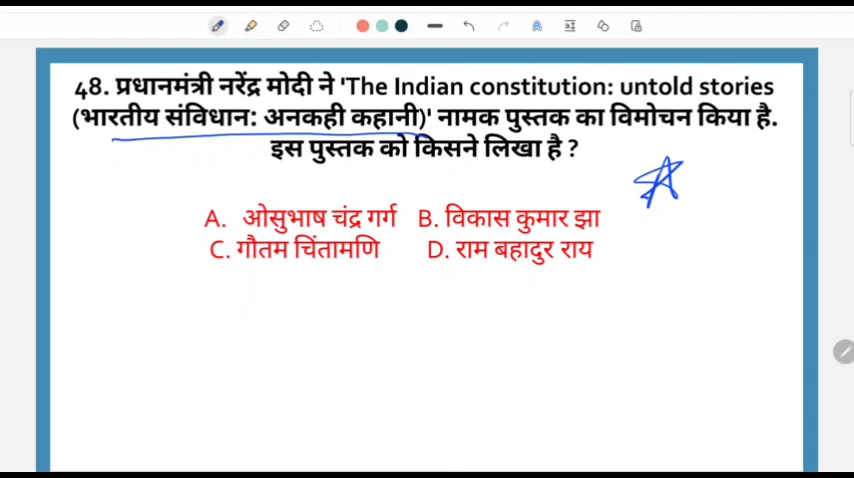 48. प्रधानमंत्री नरेंद्र मोदी ने 'The Indian constitution: untold stories
(भारतीय संविधान: अनकही कहानी)' नामक पुस्तक का विमोचन किया है.
इस पुस्तक को किसने लिखा है ?
A. ओसुभाष चंद्र गर्ग B. विकास कुमार झा
C. गौतम चिंतामणि D. राम बहादुर राय